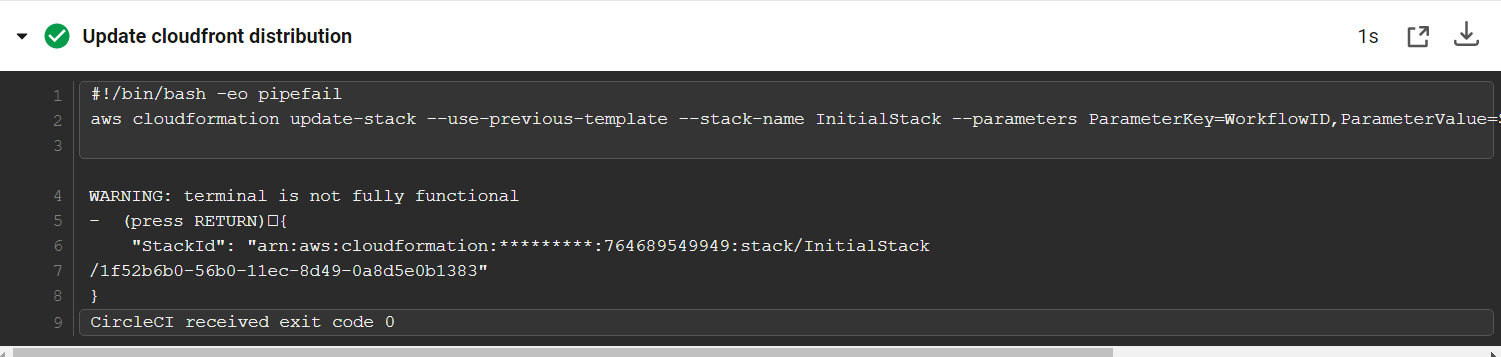 Update cloudfront distribution
1s
1 #!/bin/bash -eo pipefail
2 aws cloudformation update-stack --use-previous-template --stack-name InitialStack --parameters ParameterKey=WorkflowID,ParameterValue=
3
4 WARNING: terminal is not fully functional
5 -  (press RETURN){
6     "StackId": "arn:aws:cloudformation:*********:764689549949:stack/InitialStack
7 /1f52b6b0-56b0-11ec-8d49-0a8d5e0b1383"
8 }
9 CircleCI received exit code 0